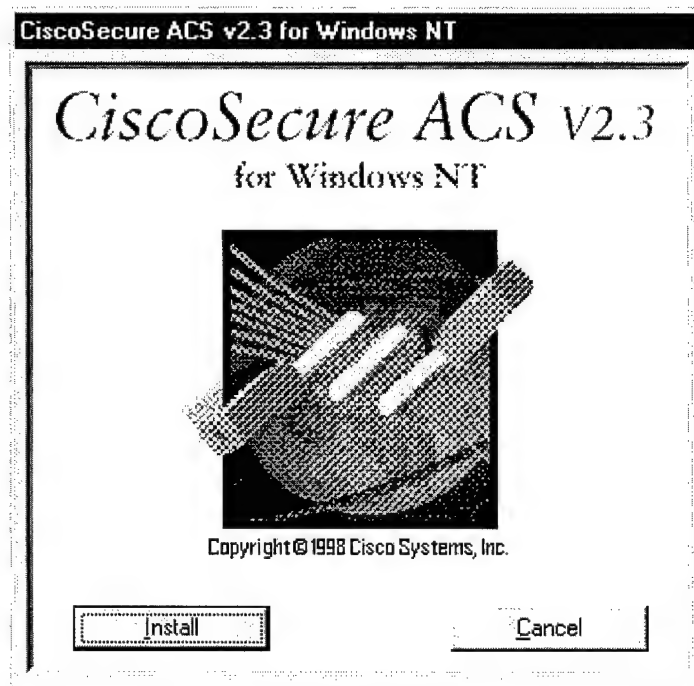 CiscoSecure ACS v2.3 for Windows NT
CiscoSecure ACS V2.3
for Windows NT
Copyright © 1998 Cisco Systems, Inc.
Install
Cancel